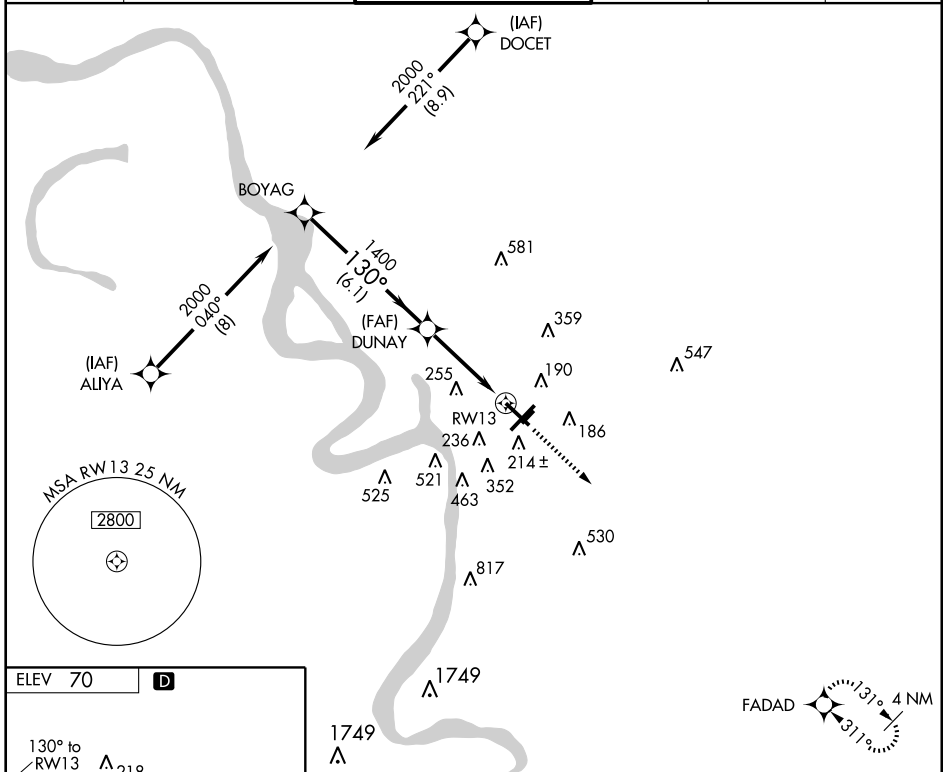 (IAF)
DOCET
2000
221°
(8.9)
BOYAG
1400
130°
(6.1)
581
2000
040°
(8)
(FAF)
DUNAY
359
547
(IAF)
ALIYA
255
190
RW13
186
236
214 ±
521
352
525
463
MSA RW13 25 NM
2800
530
817
ELEV 70
D
1749
FADAD
131°
4 NM
311°
1749
130° to
RW13
218